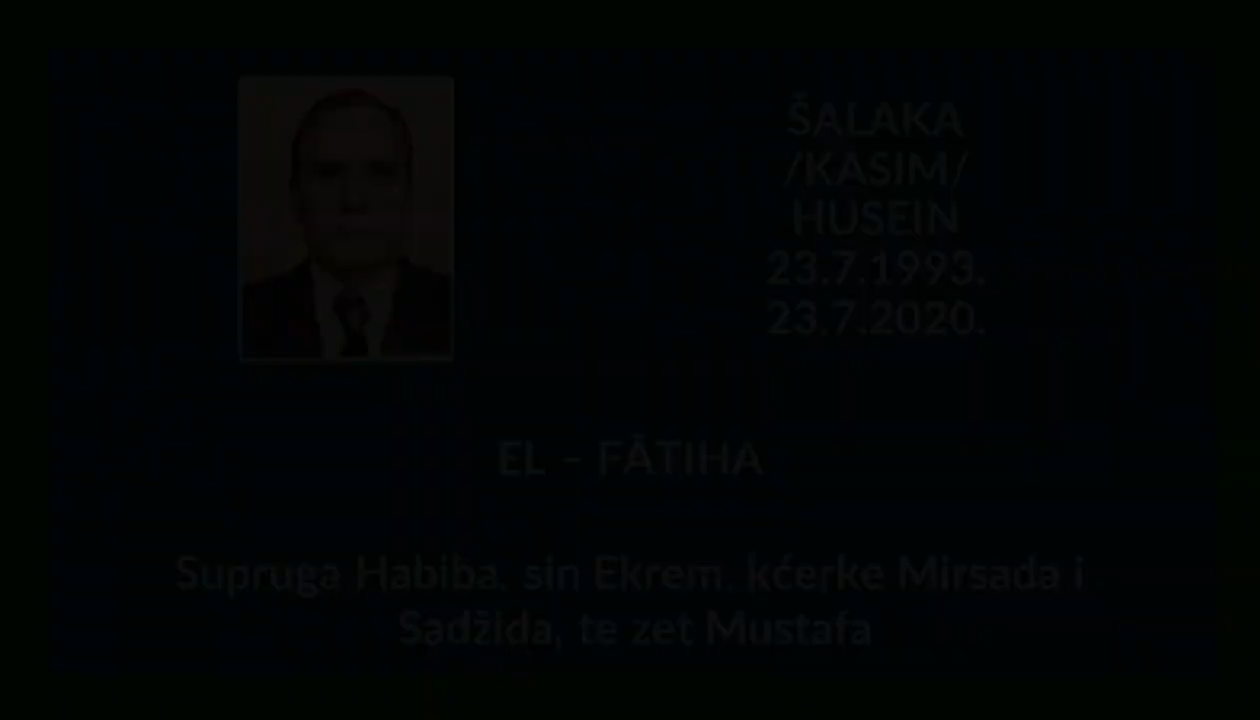 ŠALAKA
/KASIM/
HUSEIN
23.7.1993.
23.7.2020.
EL - FĀTIHA
Supruga Habiba, sin Ekrem, kćerke Mirsada i
Sadžida, te zet Mustafa